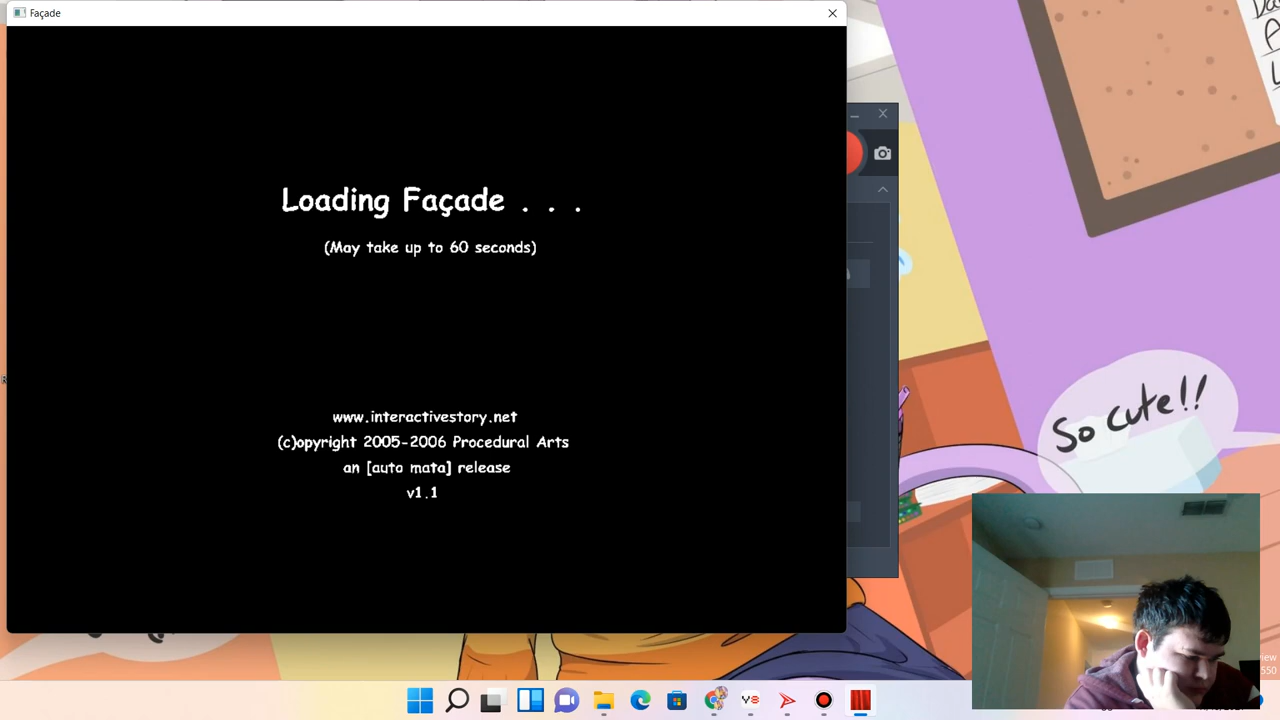 Façade
Loading Façade . . .
(May take up to 60 seconds)
www.interactivestory.net
(c)opyright 2005-2006 Procedural Arts
an [auto mata] release
v1.1
So cute!!